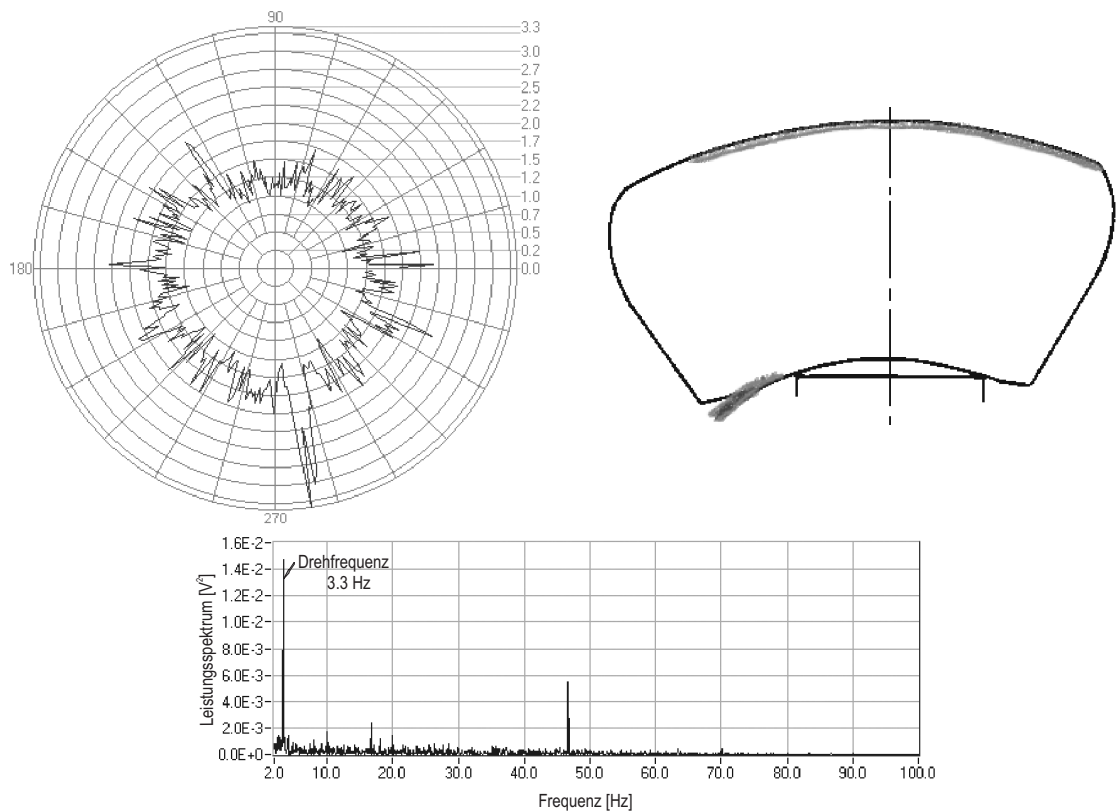 90
3.3
3.0
2.7
2.5
2.2
2.0
1.7
1.5
1.2
1.0
0.7
0.5
0.2
0.0
180
270
Leistungsspektrum [V²]
1.6E-2
1.4E-2
1.2E-2
1.0E-2
8.0E-3
6.0E-3
4.0E-3
2.0E-3
0.0E+0
Drehfrequenz
3.3 Hz
2.0 10.0 20.0 30.0 40.0 50.0 60.0 70.0 80.0 90.0 100.0
Frequenz [Hz]